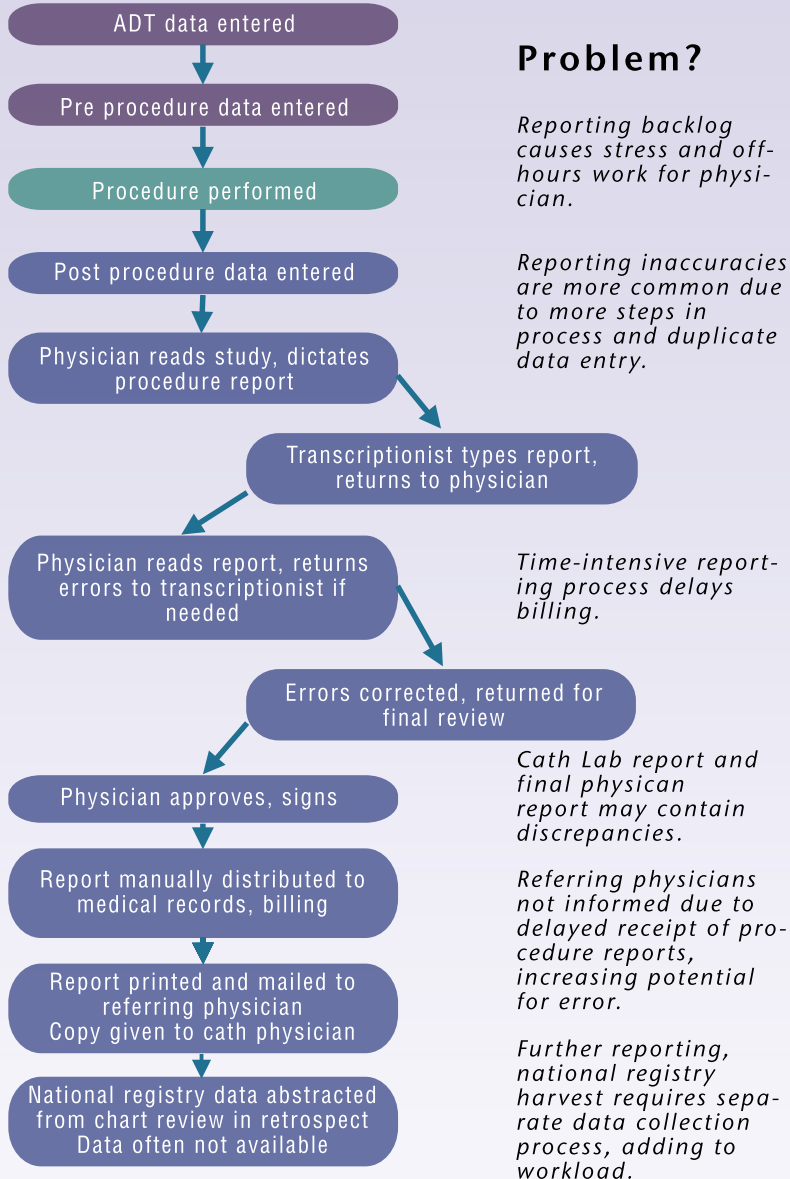 ADT data entered
Pre procedure data entered
Procedure performed
Post procedure data entered
Physician reads study, dictates
procedure report
Transcriptionist types report,
returns to physician
Physician reads report, returns
errors to transcriptionist if
needed
Errors corrected, returned for
final review
Physician approves, signs
Report manually distributed to
medical records, billing
Report printed and mailed to
referring physician
Copy given to cath physician
National registry data abstracted
from chart review in retrospect
Data often not available
Problem?
Reporting backlog
causes stress and off-
hours work for physi-
cian.
Reporting inaccuracies
are more common due
to more steps in
process and duplicate
data entry.
Time-intensive report-
ing process delays
billing.
Cath Lab report and
final physican
report may contain
discrepancies.
Referring physicians
not informed due to
delayed receipt of pro-
cedure reports,
increasing potential
for error.
Further reporting,
national registry
harvest requires sepa-
rate data collection
process, adding to
workload.